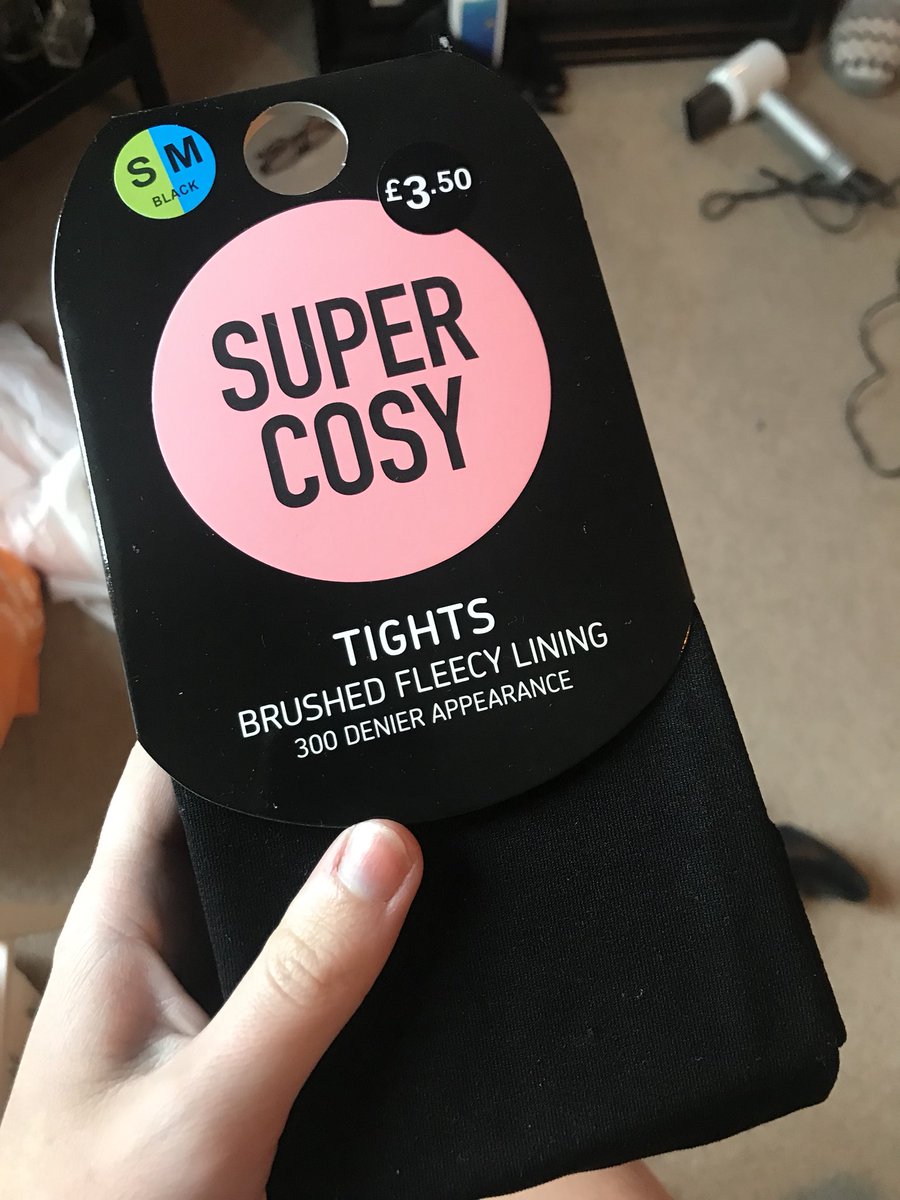 S M
BLACK
£3.50
SUPER
COSY
TIGHTS
BRUSHED FLEECY LINING
300 DENIER APPEARANCE